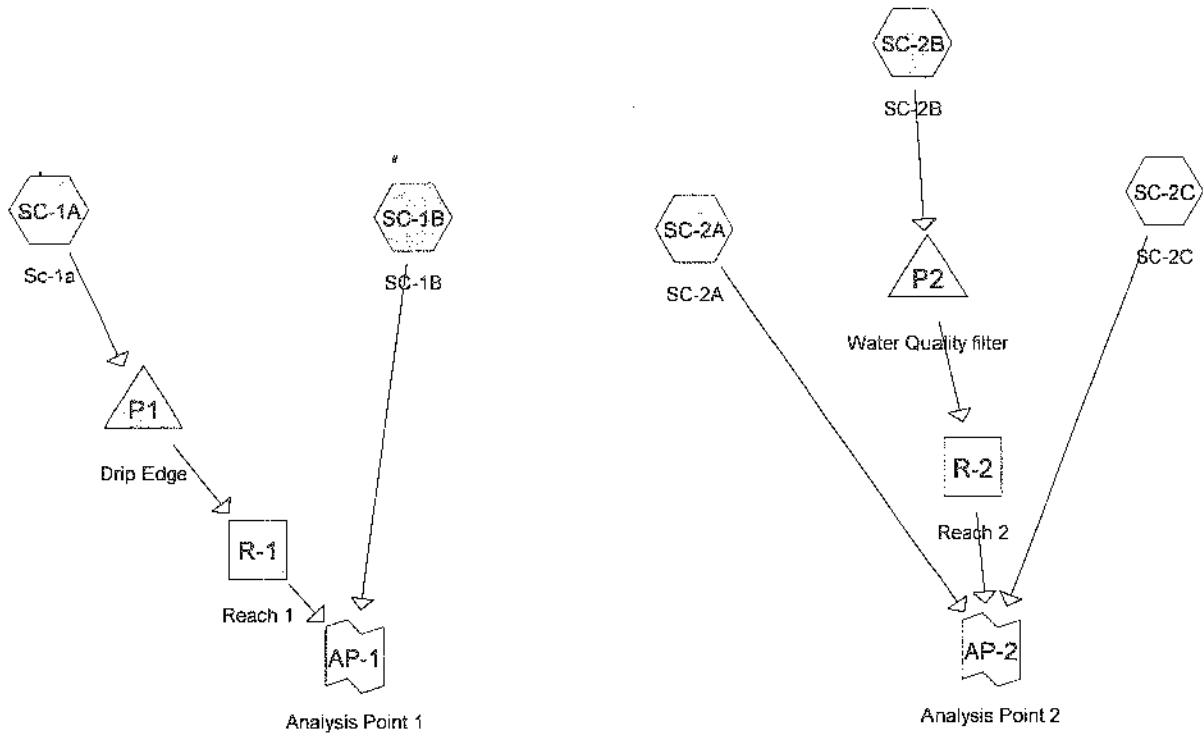 SC-1A
Sc-1a
P1
Drip Edge
R-1
Reach 1
SC-1B
SC-1B
AP-1
Analysis Point 1
SC-2B
SC-2B
SC-2A
SC-2A
P2
Water Quality filter
SC-2C
SC-2C
R-2
Reach 2
AP-2
Analysis Point 2